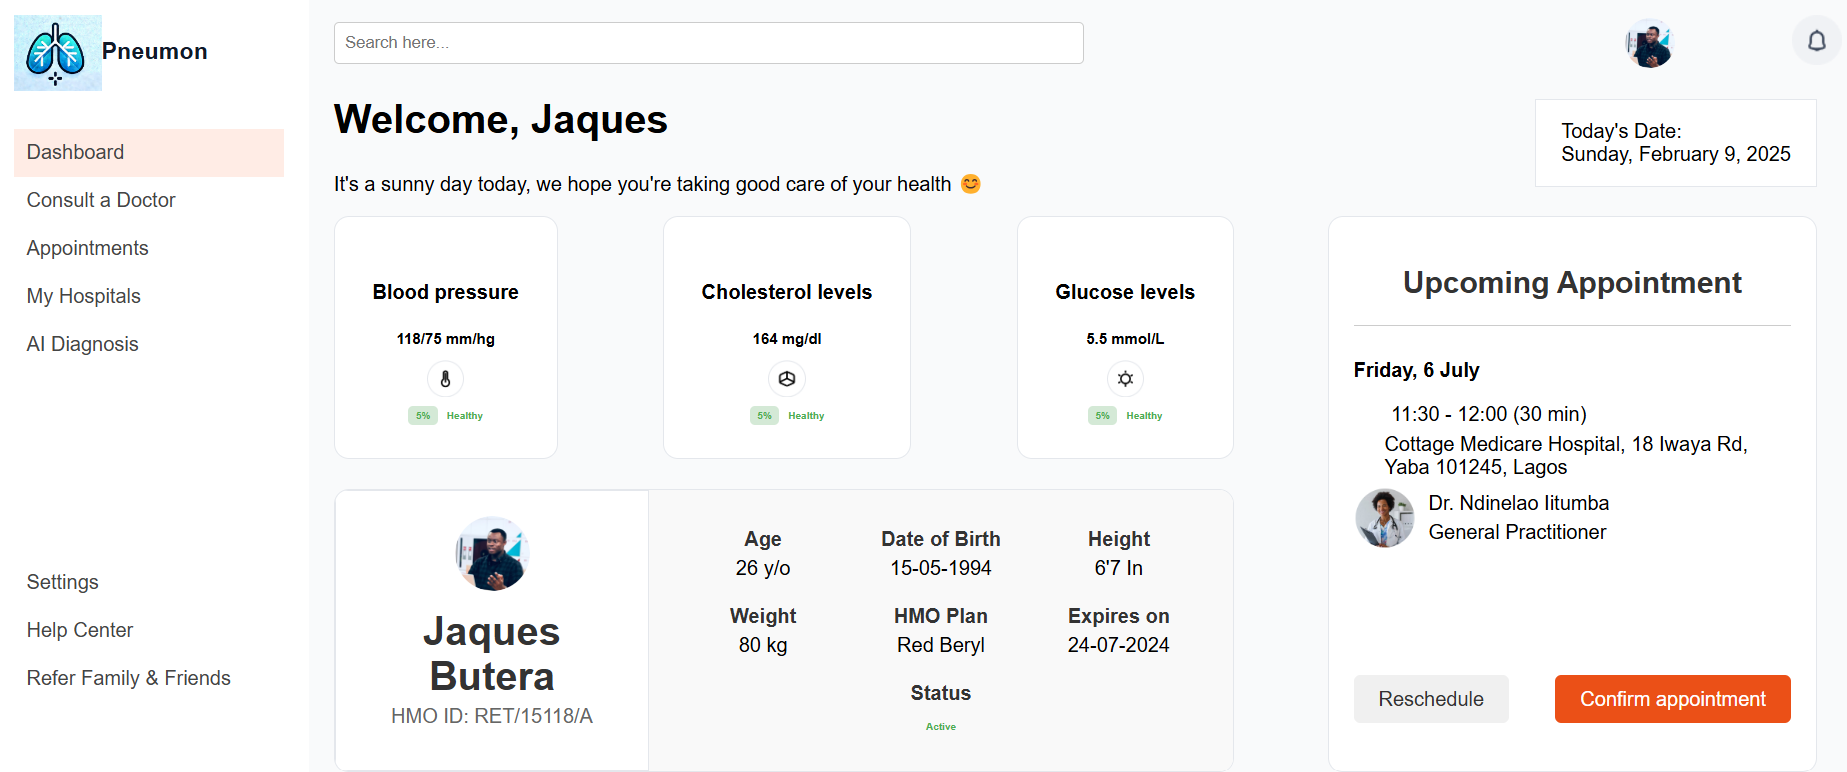 Pneumon
Dashboard
Consult a Doctor
Appointments
My Hospitals
AI Diagnosis
Settings
Help Center
Refer Family & Friends
Search here...
Welcome, Jaques
It's a sunny day today, we hope you're taking good care of your health 😊
Today's Date:
Sunday, February 9, 2025
Blood pressure
118/75 mm/hg
5% Healthy
Cholesterol levels
164 mg/dl
5% Healthy
Glucose levels
5.5 mmol/L
5% Healthy
Jaques
Butera
HMO ID: RET/15118/A
Age
26 y/o
Date of Birth
15-05-1994
Height
6'7 In
Weight
80 kg
HMO Plan
Red Beryl
Expires on
24-07-2024
Status
Active
Upcoming Appointment
Friday, 6 July
11:30 - 12:00 (30 min)
Cottage Medicare Hospital, 18 Iwaya Rd,
Yaba 101245, Lagos
Dr. Ndinelao Iitumba
General Practitioner
Reschedule
Confirm appointment